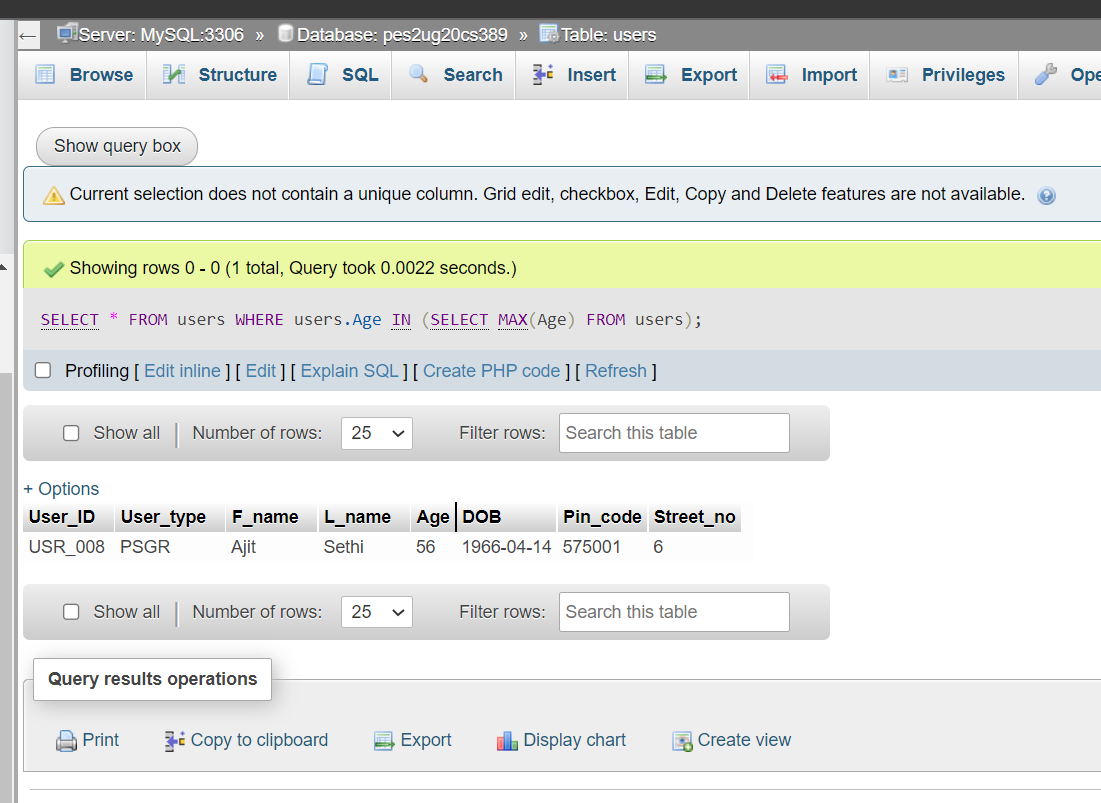 ← Server: MySQL:3306 » Database: pes2ug20cs389 » Table: users
Browse Structure SQL Search Insert Export Import Privileges Ope
Show query box
Current selection does not contain a unique column. Grid edit, checkbox, Edit, Copy and Delete features are not available.
Showing rows 0 - 0 (1 total, Query took 0.0022 seconds.)
SELECT * FROM users WHERE users.Age IN (SELECT MAX(Age) FROM users);
Profiling [ Edit inline ] [ Edit ] [ Explain SQL ] [ Create PHP code ] [ Refresh ]
Show all | Number of rows: 25 Filter rows: Search this table
+ Options
User_ID User_type F_name L_name Age DOB Pin_code Street_no
USR_008 PSGR Ajit Sethi 56 1966-04-14 575001 6
Show all | Number of rows: 25 Filter rows: Search this table
Query results operations
Print Copy to clipboard Export Display chart Create view